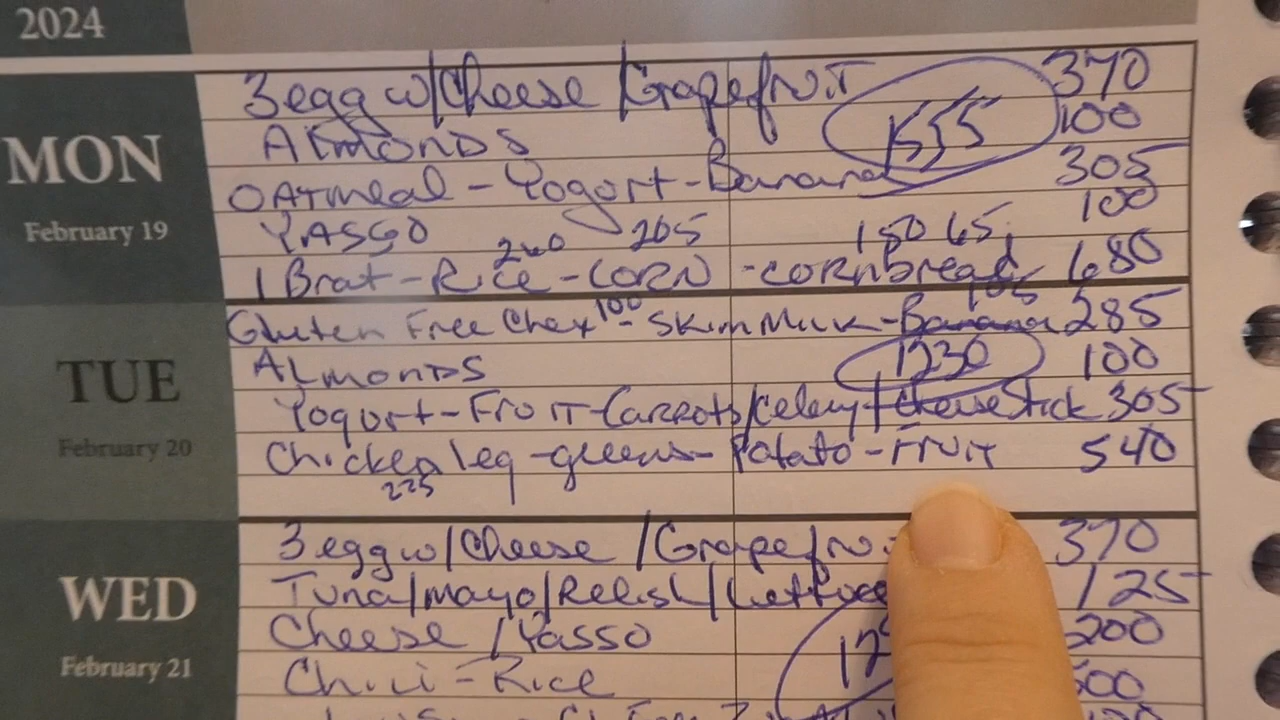 2024
3 egg w/Cheese /Grapefruit 370
1555
Almonds 100
MON
Oatmeal - Yogurt - Banana 305
February 19
Yasso 100
240 205 150 65
1 Brat - Rice - Corn - cornbread 680
Gluten Free Chex 100 - Skim Milk - Banana 105 285
TUE
Almonds 1230 100
Yogurt - Fruit - Carrots/celery + cheese stick 305
February 20
Chicken leg - greens - Potato - Fruit 540
225
3 egg w/Cheese /Grapefru 370
WED
Tuna/mayo/Relish/Lettuce 125
Cheese /Yasso 12 200
February 21
Chili - Rice